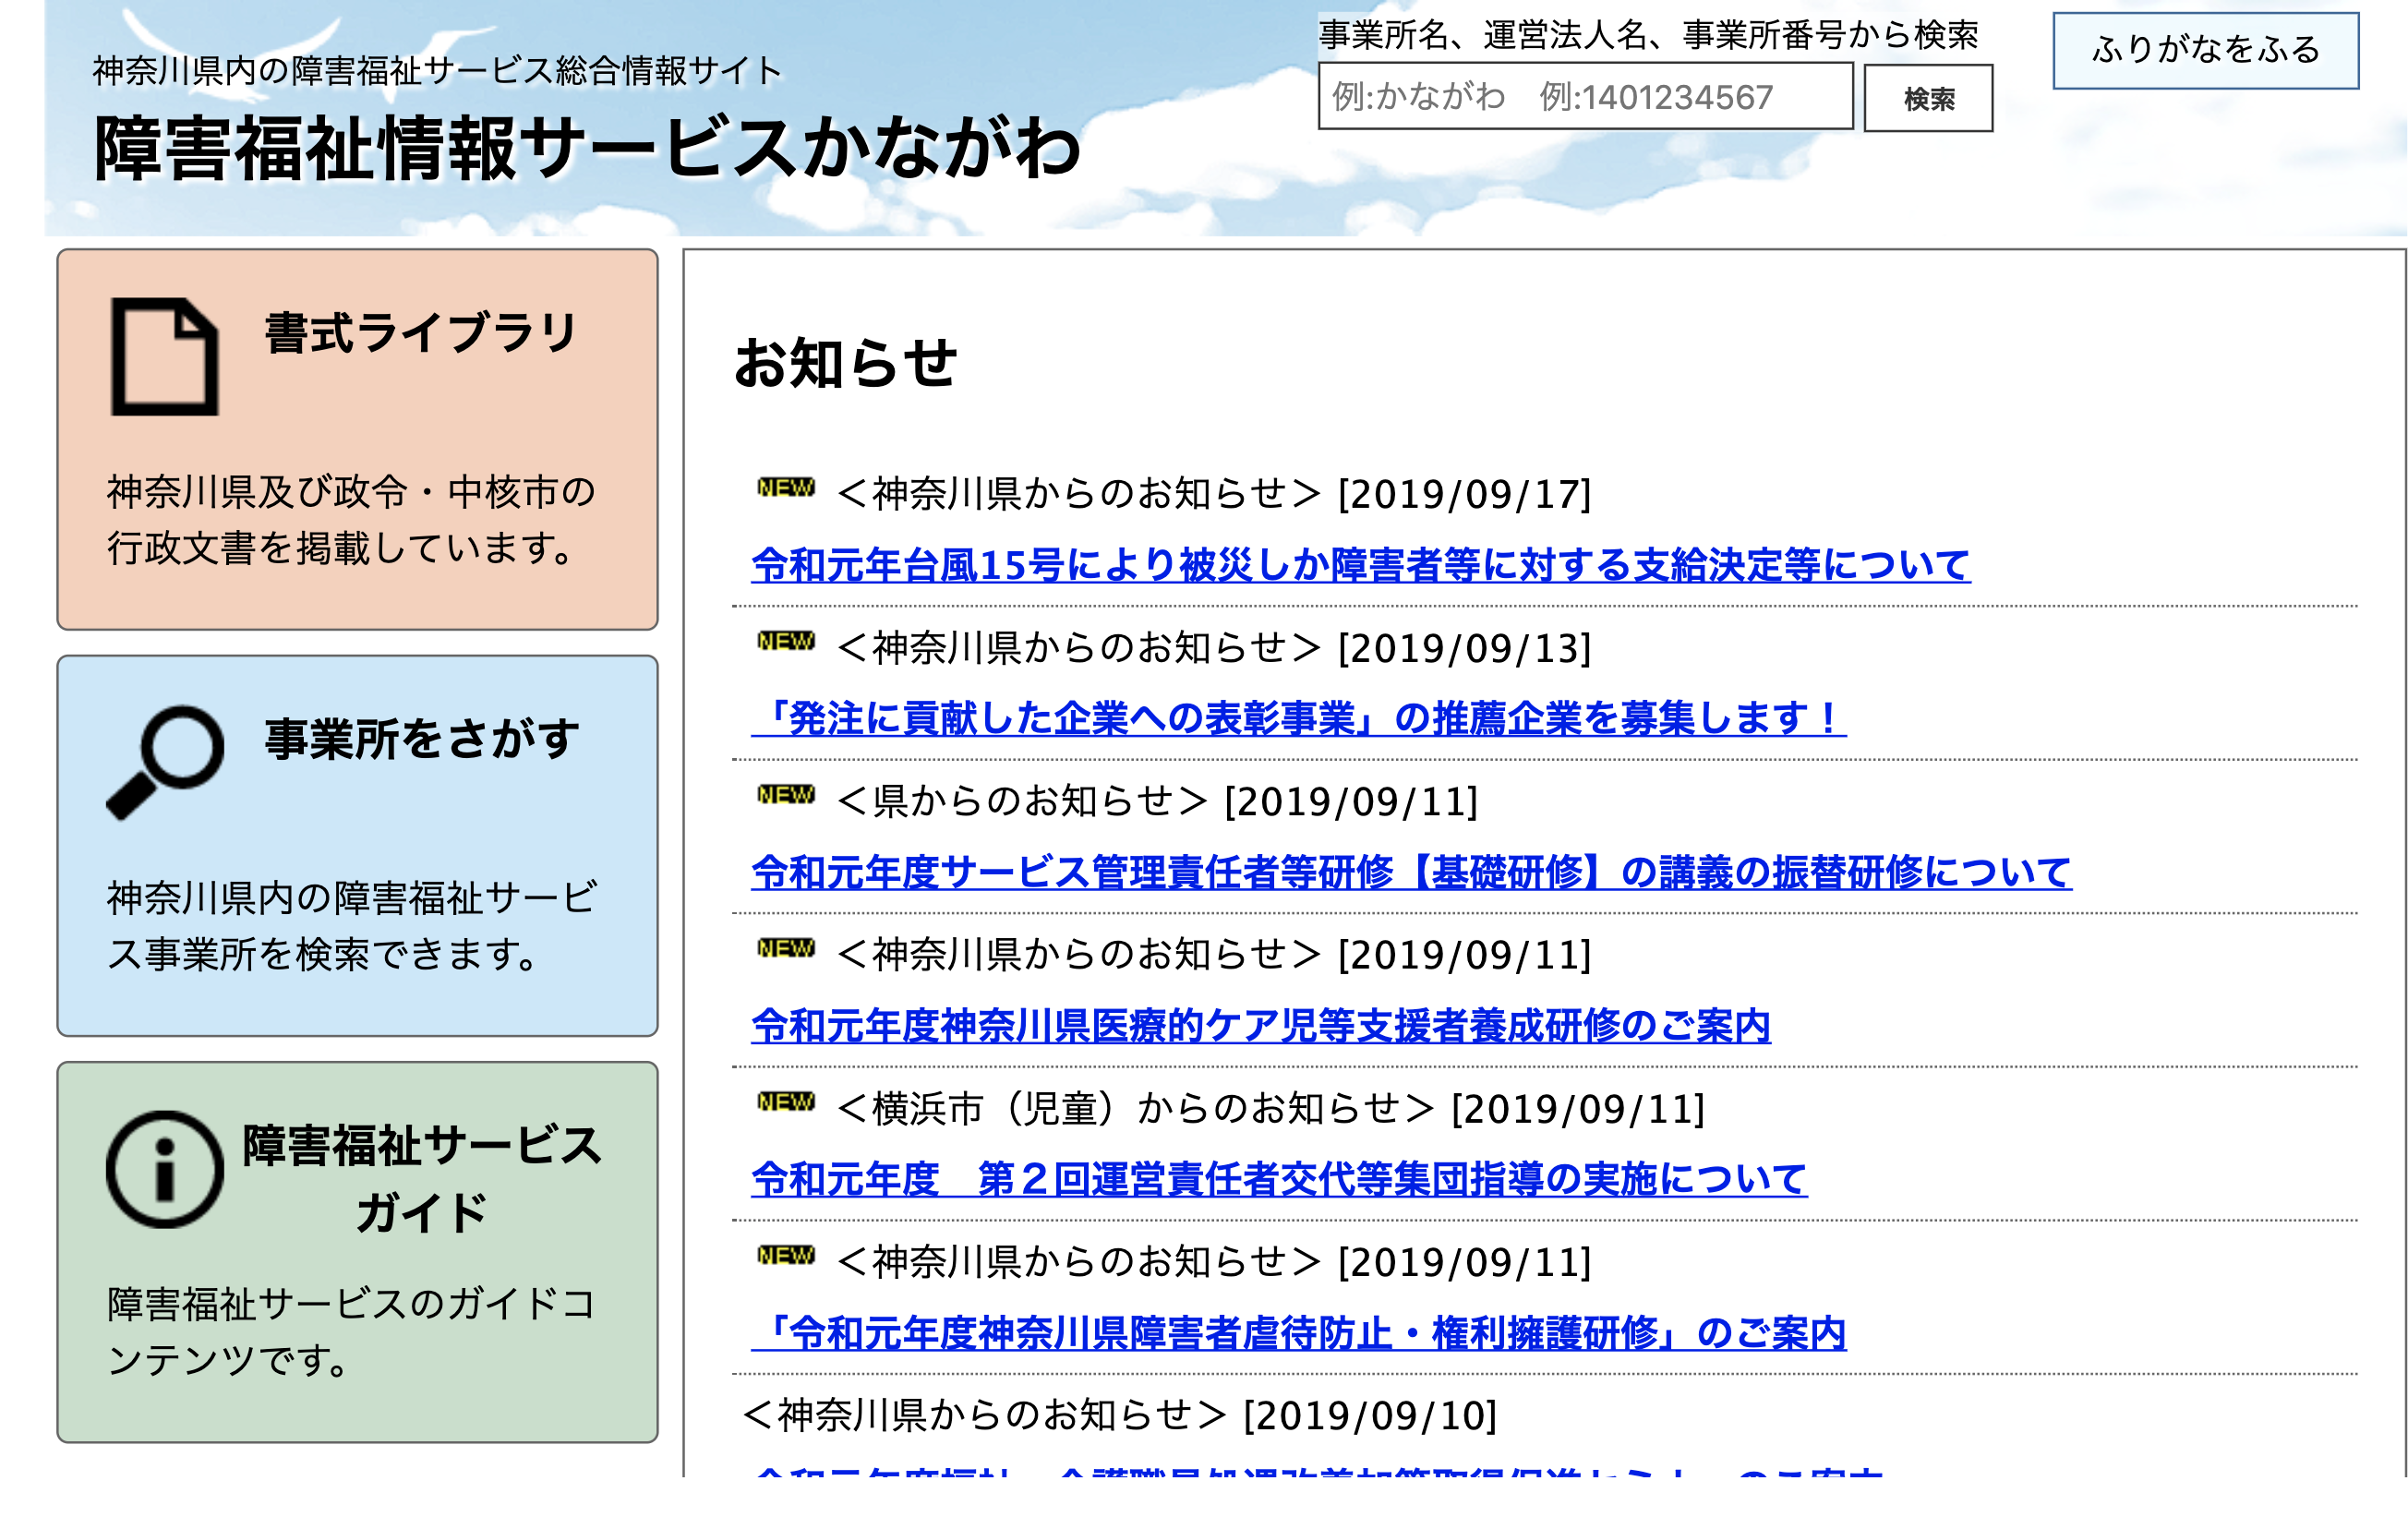 神奈川県内の障害福祉サービス総合情報サイト
障害福祉情報サービスかながわ
事業所名、運営法人名、事業所番号から検索
例:かながわ　例:1401234567
検索
ふりがなをふる
書式ライブラリ
神奈川県及び政令・中核市の
行政文書を掲載しています。
事業所をさがす
神奈川県内の障害福祉サービ
ス事業所を検索できます。
障害福祉サービス
ガイド
障害福祉サービスのガイドコ
ンテンツです。
お知らせ
NEW ＜神奈川県からのお知らせ＞ [2019/09/17]
令和元年台風15号により被災しか障害者等に対する支給決定等について
NEW ＜神奈川県からのお知らせ＞ [2019/09/13]
「発注に貢献した企業への表彰事業」の推薦企業を募集します！
NEW ＜県からのお知らせ＞ [2019/09/11]
令和元年度サービス管理責任者等研修【基礎研修】の講義の振替研修について
NEW ＜神奈川県からのお知らせ＞ [2019/09/11]
令和元年度神奈川県医療的ケア児等支援者養成研修のご案内
NEW ＜横浜市（児童）からのお知らせ＞ [2019/09/11]
令和元年度　第２回運営責任者交代等集団指導の実施について
NEW ＜神奈川県からのお知らせ＞ [2019/09/11]
「令和元年度神奈川県障害者虐待防止・権利擁護研修」のご案内
＜神奈川県からのお知らせ＞ [2019/09/10]